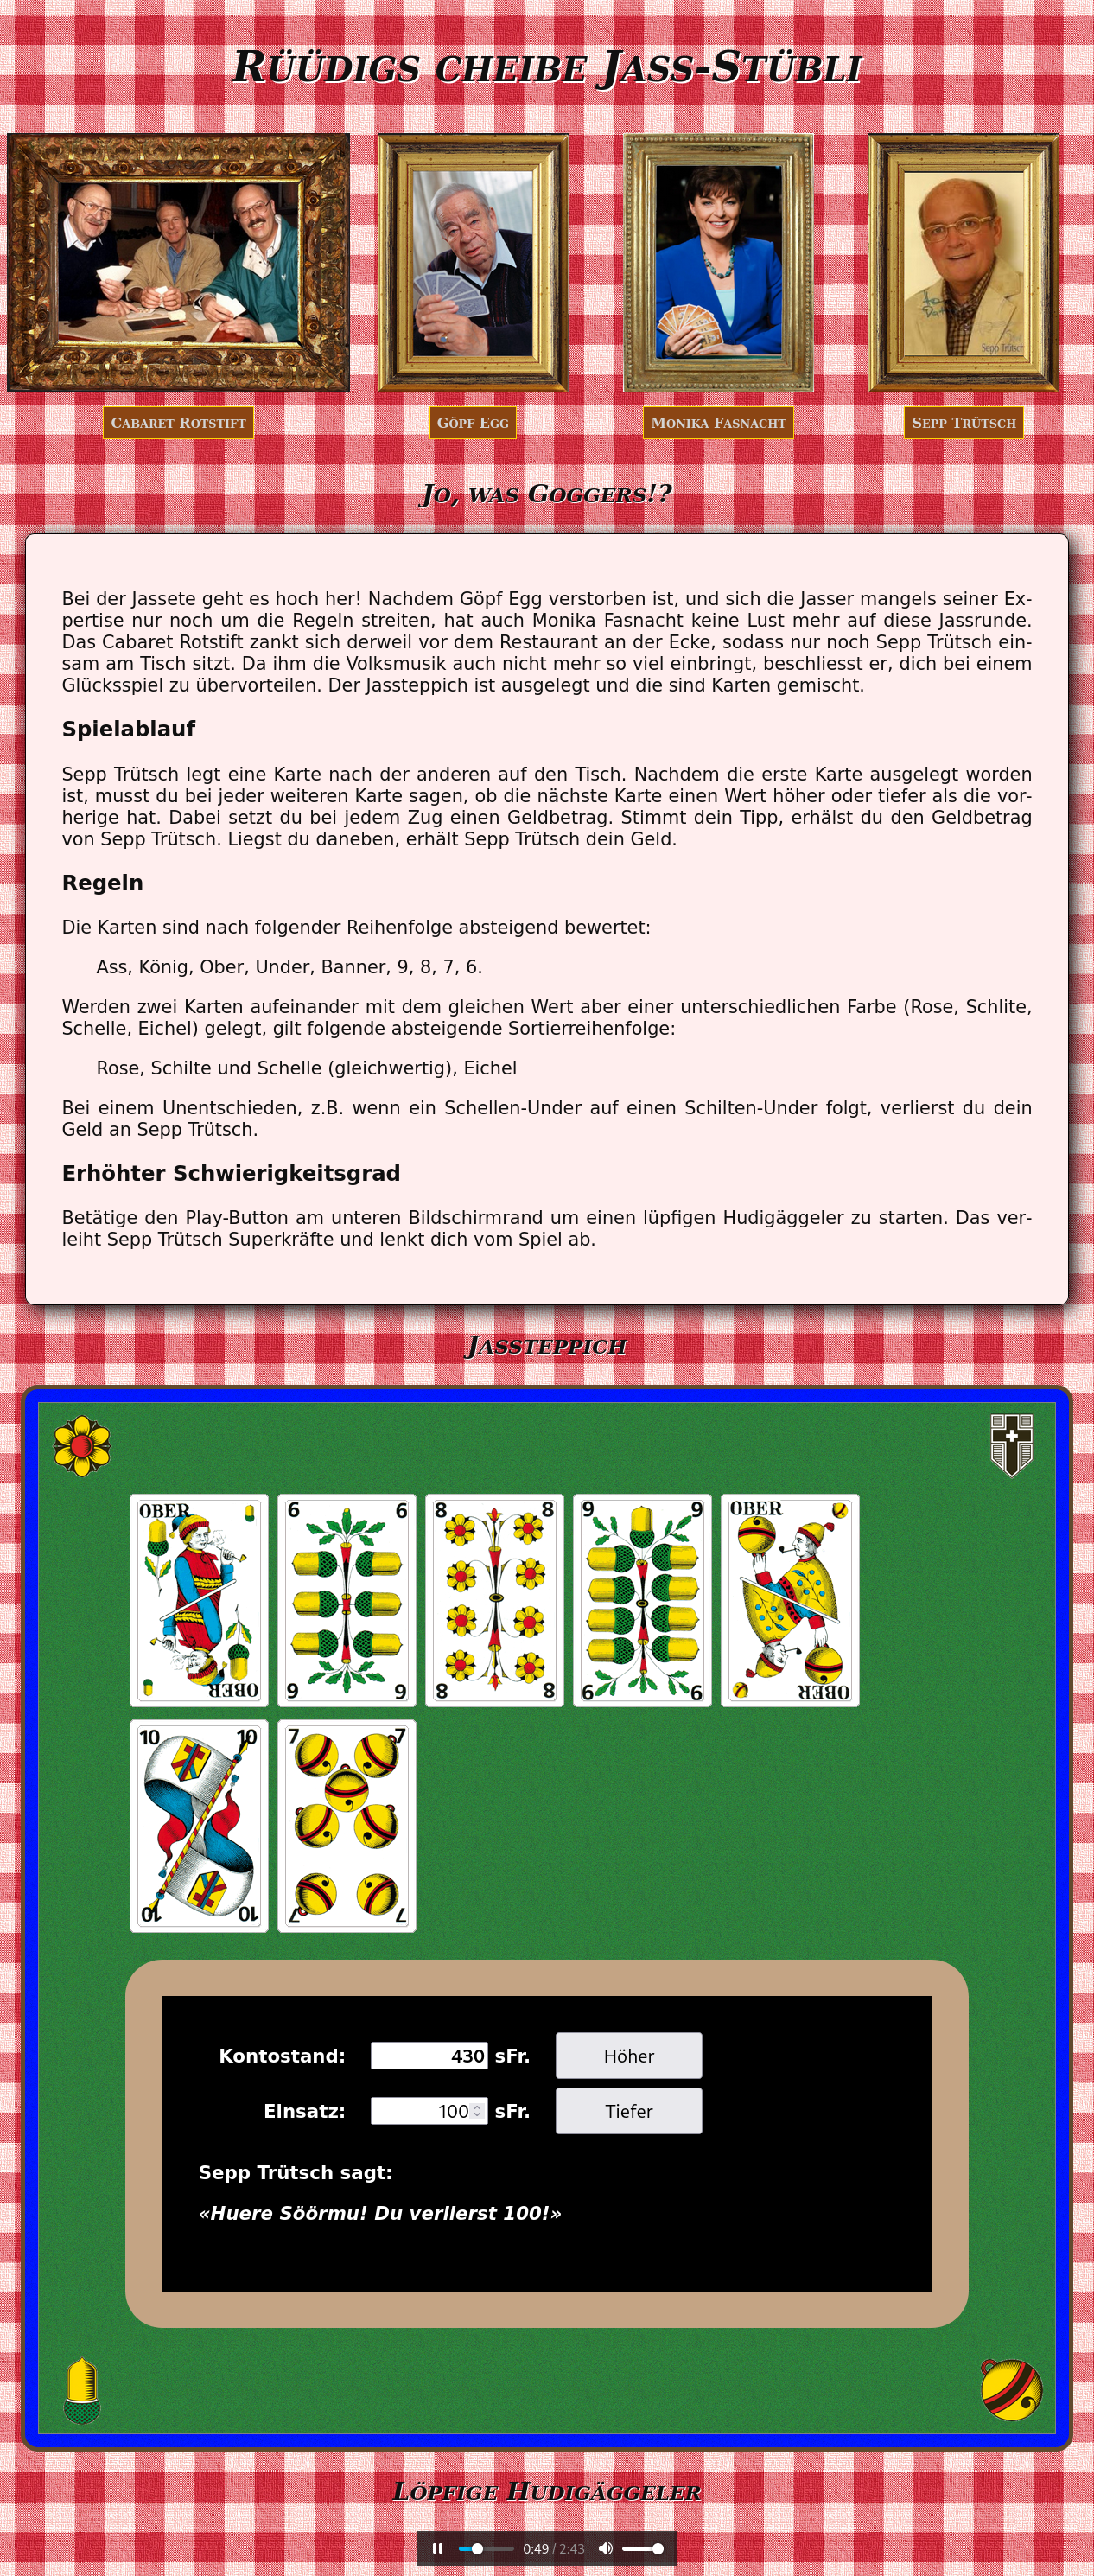 Rüüdigs cheibe Jass-Stübli
Sepp Trütsch
Cabaret Rotstift
Göpf Egg
Monika Fasnacht
Sepp Trütsch
Jo, was Goggers!?
Bei der Jassete geht es hoch her! Nachdem Göpf Egg verstorben ist, und sich die Jasser mangels seiner Ex-
pertise nur noch um die Regeln streiten, hat auch Monika Fasnacht keine Lust mehr auf diese Jassrunde.
Das Cabaret Rotstift zankt sich derweil vor dem Restaurant an der Ecke, sodass nur noch Sepp Trütsch ein-
sam am Tisch sitzt. Da ihm die Volksmusik auch nicht mehr so viel einbringt, beschliesst er, dich bei einem
Glücksspiel zu übervorteilen. Der Jassteppich ist ausgelegt und die sind Karten gemischt.
Spielablauf
Sepp Trütsch legt eine Karte nach der anderen auf den Tisch. Nachdem die erste Karte ausgelegt worden
ist, musst du bei jeder weiteren Karte sagen, ob die nächste Karte einen Wert höher oder tiefer als die vor-
herige hat. Dabei setzt du bei jedem Zug einen Geldbetrag. Stimmt dein Tipp, erhälst du den Geldbetrag
von Sepp Trütsch. Liegst du daneben, erhält Sepp Trütsch dein Geld.
Regeln
Die Karten sind nach folgender Reihenfolge absteigend bewertet:
Ass, König, Ober, Under, Banner, 9, 8, 7, 6.
Werden zwei Karten aufeinander mit dem gleichen Wert aber einer unterschiedlichen Farbe (Rose, Schlite,
Schelle, Eichel) gelegt, gilt folgende absteigende Sortierreihenfolge:
Rose, Schilte und Schelle (gleichwertig), Eichel
Bei einem Unentschieden, z.B. wenn ein Schellen-Under auf einen Schilten-Under folgt, verlierst du dein
Geld an Sepp Trütsch.
Erhöhter Schwierigkeitsgrad
Betätige den Play-Button am unteren Bildschirmrand um einen lüpfigen Hudigäggeler zu starten. Das ver-
leiht Sepp Trütsch Superkräfte und lenkt dich vom Spiel ab.
Jassteppich
OBER 6 6 8 8 9 9 OBER
OBER 9 9 8 8 6 6 OBER
10 10 7 7
10 10 7 7
Kontostand: 430 sFr. Höher
Einsatz: 100 sFr. Tiefer
Sepp Trütsch sagt:
«Huere Söörmu! Du verlierst 100!»
Löpfige Hudigäggeler
0:49 / 2:43